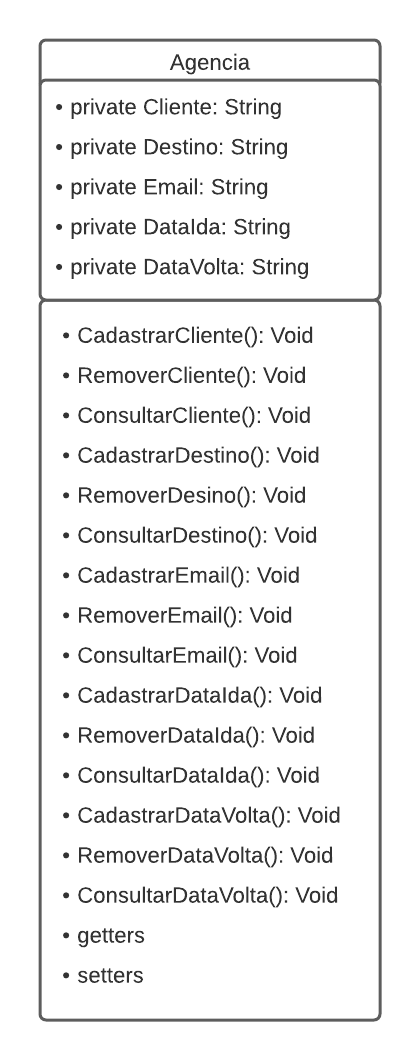 Agencia
• private Cliente: String
• private Destino: String
• private Email: String
• private DataIda: String
• private DataVolta: String
• CadastrarCliente(): Void
• RemoverCliente(): Void
• ConsultarCliente(): Void
• CadastrarDestino(): Void
• RemoverDesino(): Void
• ConsultarDestino(): Void
• CadastrarEmail(): Void
• RemoverEmail(): Void
• ConsultarEmail(): Void
• CadastrarDataIda(): Void
• RemoverDataIda(): Void
• ConsultarDataIda(): Void
• CadastrarDataVolta(): Void
• RemoverDataVolta(): Void
• ConsultarDataVolta(): Void
• getters
• setters